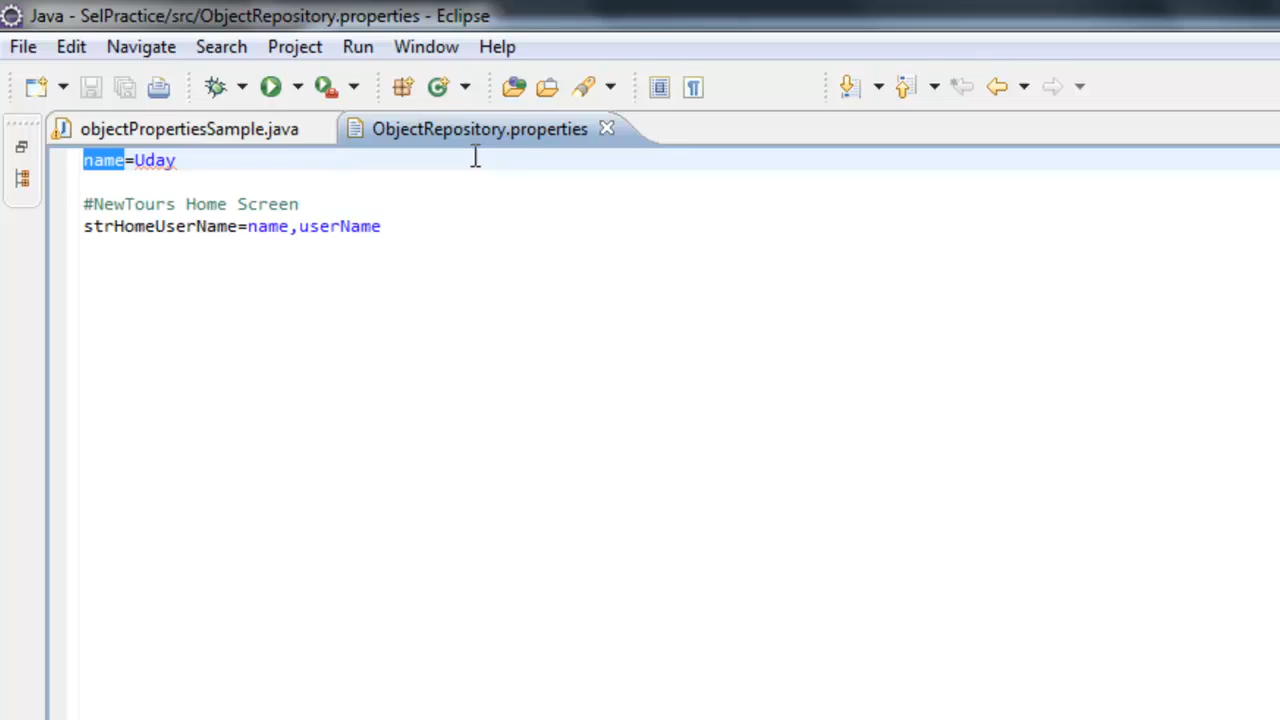 Java - SelPractice/src/ObjectRepository.properties - Eclipse
File Edit Navigate Search Project Run Window Help
objectPropertiesSample.java ObjectRepository.properties
name=Uday
#NewTours Home Screen
strHomeUserName=name,userName